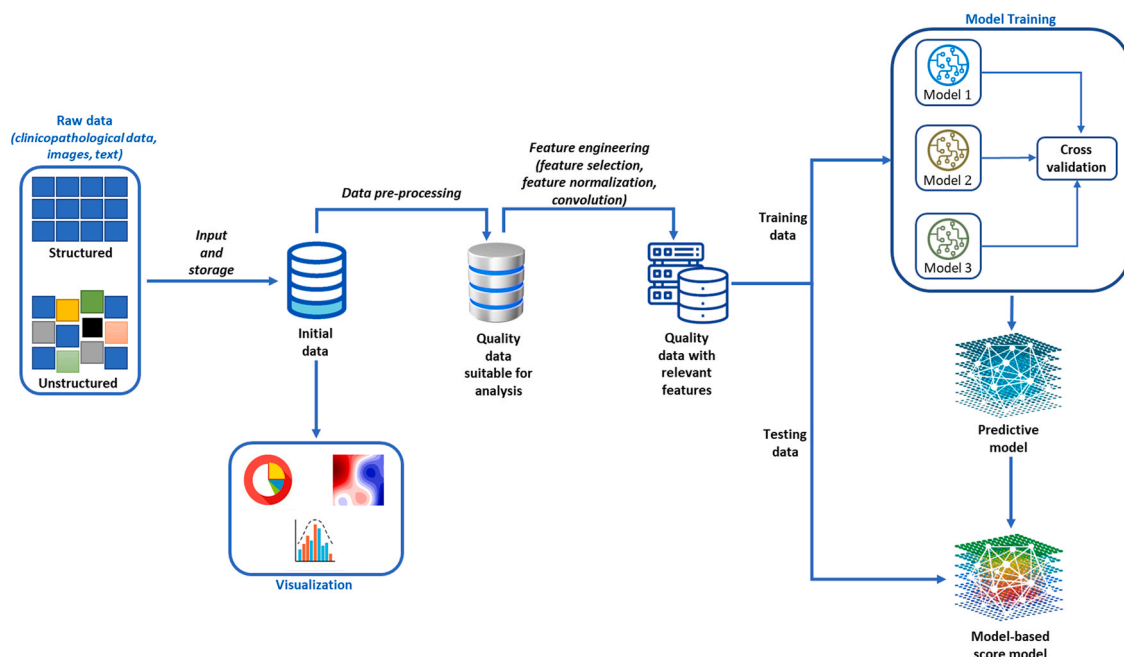 Model Training
Model 1
Model 2
Model 3
Cross
validation
Raw data
(clinicopathological data,
images, text)
Structured
Unstructured
Input
and
storage
Data pre-processing
Feature engineering
(feature selection,
feature normalization,
convolution)
Training
data
Initial
data
Quality
data
suitable for
analysis
Quality
data with
relevant
features
Testing
data
Predictive
model
Visualization
Model-based
score model